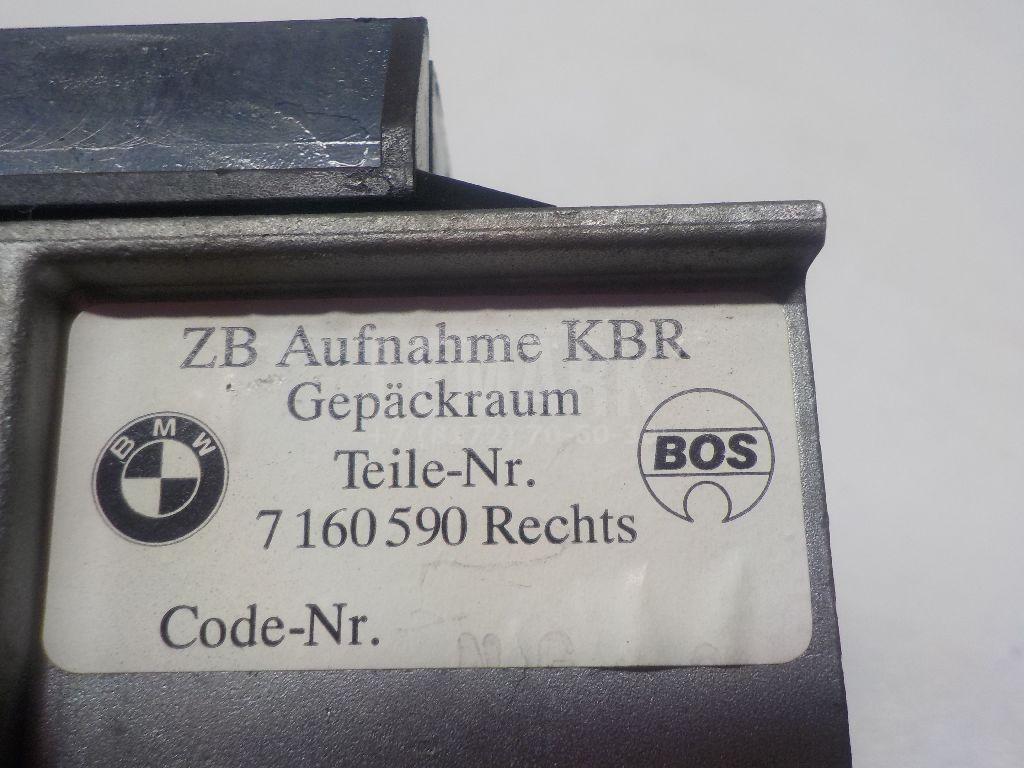 ZB Aufnahme KBR
Gepäckraum
BMW
BOS
Teile-Nr.
7 160 590 Rechts
Code-Nr.